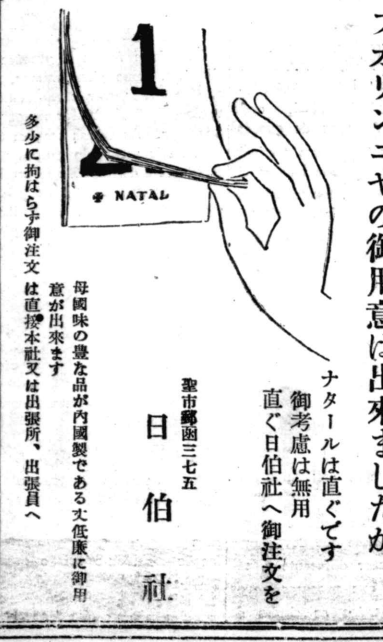 フオリンニヤの御用意は出來ましたか
1
NATAL
ナタールは直ぐです
御考慮は無用
直ぐ日伯社へ御注文を
聖市郵函三七五
日伯社
母國味の豊な品が內國製である丈低廉に御用
意が出來ます
多少に拘はらず御注文は直接本社又は出張所、出張員へ